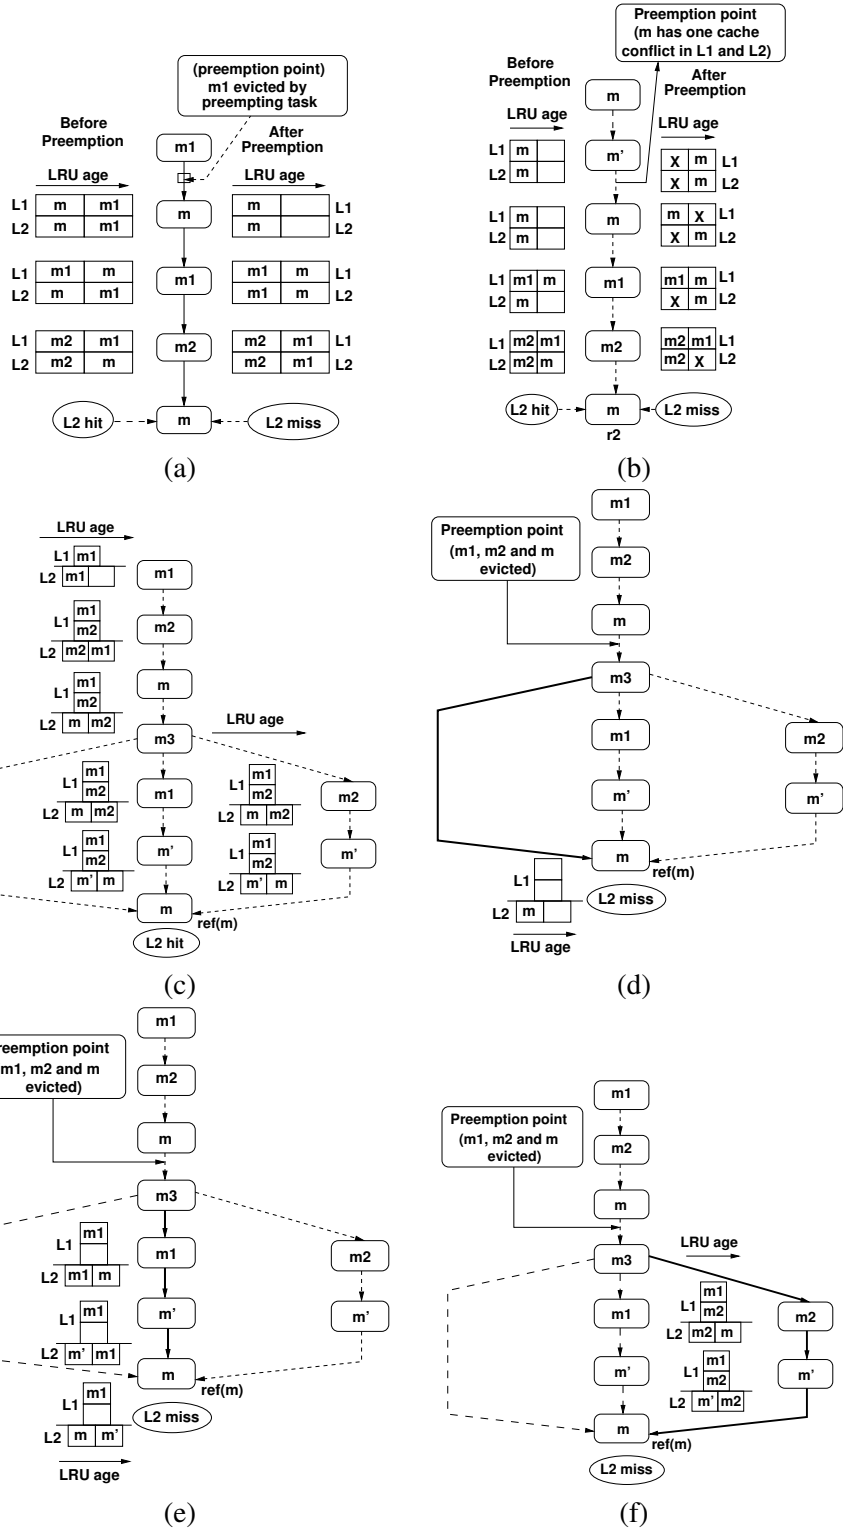 (preemption point)
m1 evicted by
preempting task
Before
Preemption
After
Preemption
LRU age
LRU age
m1
L1 m m1
L2 m m1
m
m L1
m L2
L1 m1 m
L2 m m1
m1
m1 m L1
m1 m L2
L1 m2 m1
L2 m2 m
m2
m2 m1 L1
m2 m1 L2
L2 hit
m
L2 miss
(a)
Preemption point
(m has one cache
conflict in L1 and L2)
Before
Preemption
After
Preemption
LRU age
LRU age
m
L1 m
L2 m
m'
X m L1
X m L2
L1 m
L2 m
m
m X L1
X m L2
L1 m1 m
L2 m
m1
m1 m L1
X m L2
L1 m2 m1
L2 m2 m
m2
m2 m1 L1
m2 X L2
L2 hit
m
L2 miss
r2
(b)
LRU age
L1 m1
L2 m1
m1
L1 m1
m2
L2 m2 m1
m2
L1 m1
m2
L2 m m2
m
m3
LRU age
L1 m1
m2
L2 m m2
m1
L1 m1
m2
L2 m m2
m2
L1 m1
m2
L2 m' m
m'
L1 m1
m2
L2 m' m
m'
m
ref(m)
L2 hit
(c)
m1
Preemption point
(m1, m2 and m
evicted)
m2
m
m3
m1
m2
m'
m'
m
ref(m)
L1
L2 m
L2 miss
LRU age
(d)
m1
reemption point
m1, m2 and m
evicted)
m2
m
m3
L1 m1
L2 m1 m
m1
m2
L1 m1
L2 m' m1
m'
m'
m
ref(m)
L1 m1
L2 m m'
L2 miss
LRU age
(e)
m1
Preemption point
(m1, m2 and m
evicted)
m2
m
m3
LRU age
m1
L1 m1
m2
L2 m2 m
m2
m'
L1 m1
m2
L2 m' m2
m'
m
ref(m)
L2 miss
(f)